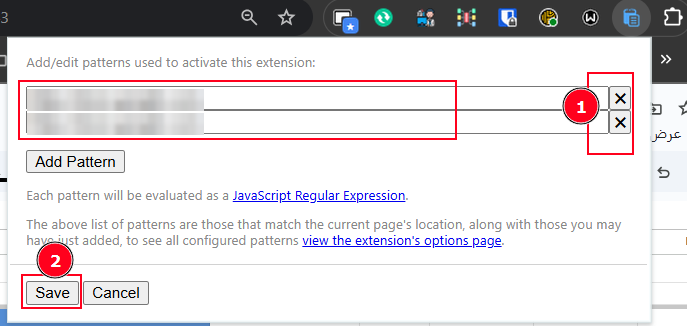 3
Add/edit patterns used to activate this extension:
1
Add Pattern
عرض
Each pattern will be evaluated as a JavaScript Regular Expression.
The above list of patterns are those that match the current page's location, along with those you may
have just added, to see all configured patterns view the extension's options page.
2
Save Cancel